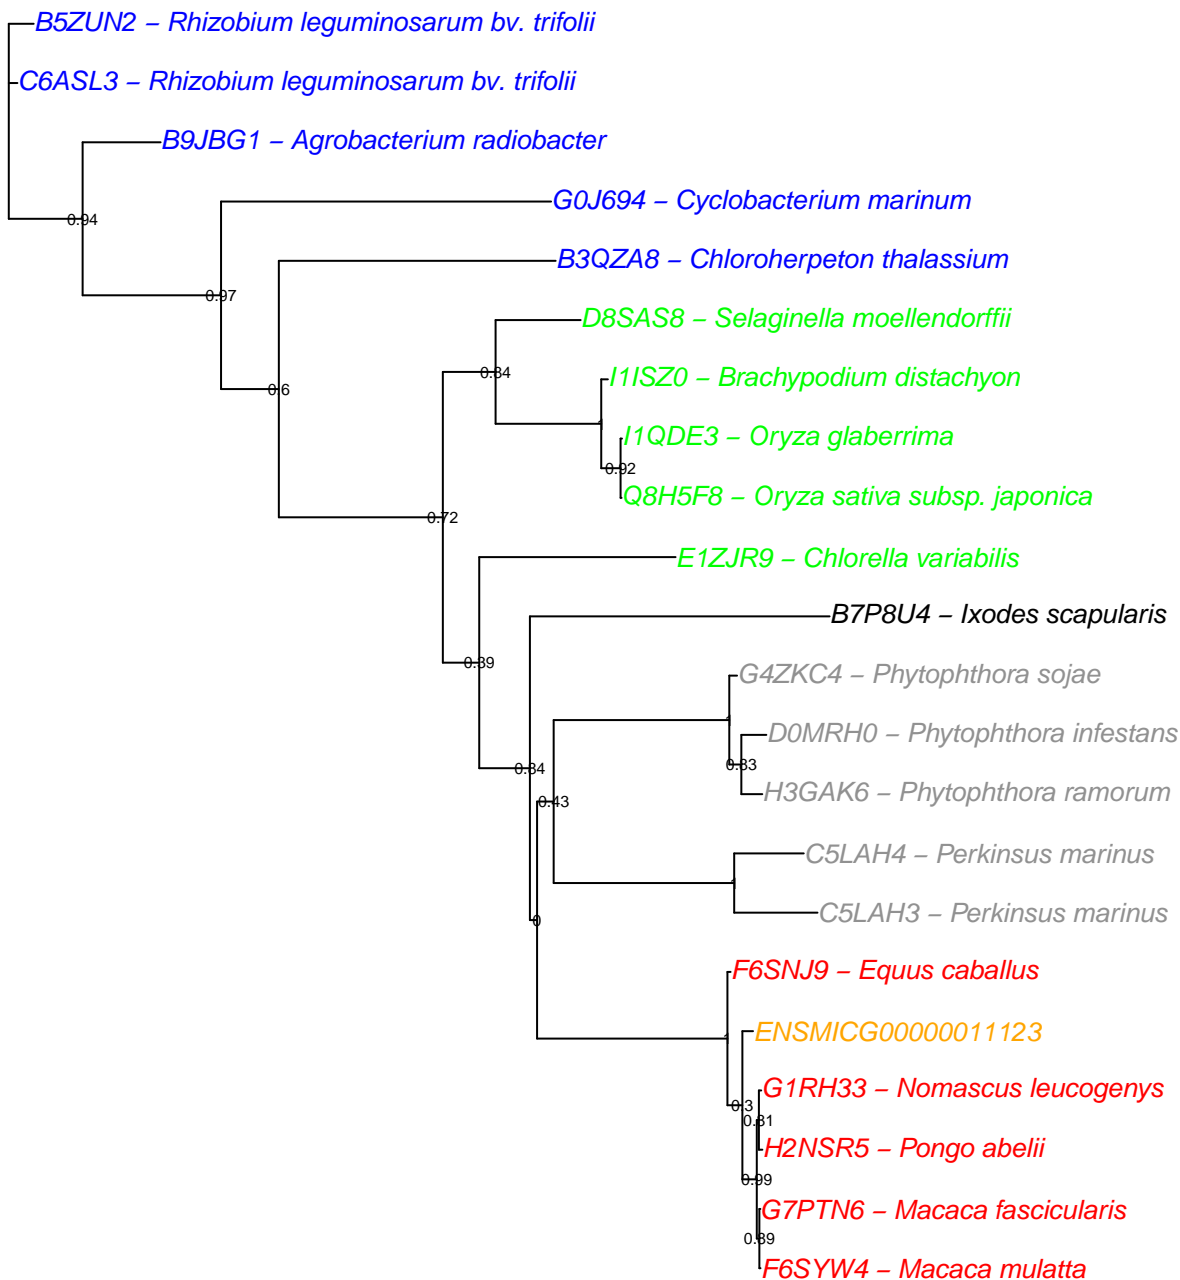 B5ZUN2 – Rhizobium leguminosarum bv. trifolii
C6ASL3 – Rhizobium leguminosarum bv. trifolii
B9JBG1 – Agrobacterium radiobacter
G0J694 – Cyclobacterium marinum
0.94
B3QZA8 – Chloroherpeton thalassium
0.97
D8SAS8 – Selaginella moellendorffii
0.84
I1ISZ0 – Brachypodium distachyon
0.6
1
I1QDE3 – Oryza glaberrima
0.92
Q8H5F8 – Oryza sativa subsp. japonica
0.72
E1ZJR9 – Chlorella variabilis
B7P8U4 – Ixodes scapularis
0.89
G4ZKC4 – Phytophthora sojae
1
D0MRH0 – Phytophthora infestans
0.84
0.83
H3GAK6 – Phytophthora ramorum
0.43
C5LAH4 – Perkinsus marinus
1
C5LAH3 – Perkinsus marinus
0
F6SNJ9 – Equus caballus
ENSMICG00000011123
1
G1RH33 – Nomascus leucogenys
0.3
0.81
H2NSR5 – Pongo abelii
0.99
G7PTN6 – Macaca fascicularis
0.89
F6SYW4 – Macaca mulatta